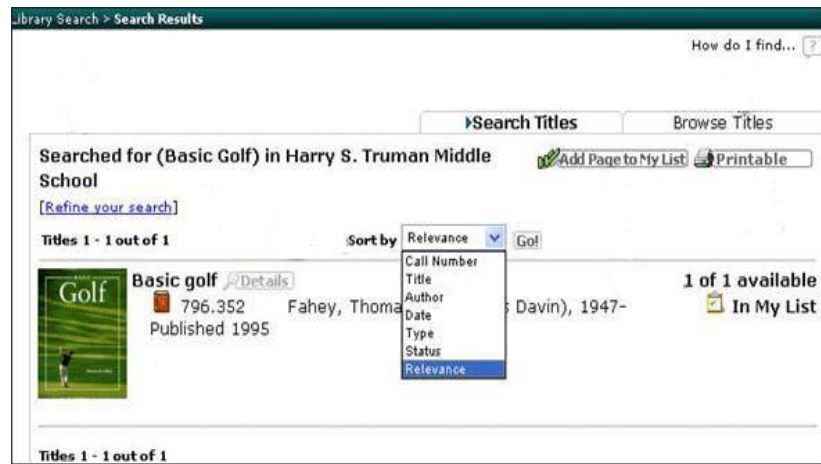 Library Search > Search Results
How do I find... ?
Search Titles Browse Titles
Searched for (Basic Golf) in Harry S. Truman Middle Add Page to My List Printable
School
[Refine your search]
Titles 1 - 1 out of 1 Sort by Relevance Go!
Call Number
Title
Author
Date
Type
Status
Relevance
Golf
Basic golf Details 1 of 1 available
796.352 Fahey, Thoma Davin), 1947- In My List
Published 1995
Titles 1 - 1 out of 1